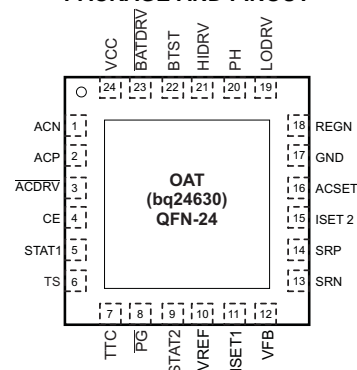 PACKAGE AND PINOUT
VCC
BATDRV
BTST
HIDRV
PH
LODRV
24
23
22
21
20
19
ACN 1
ACP 2
ACDRV 3
CE 4
STAT1 5
TS 6
OAT
(bq24630)
QFN-24
18 REGN
17 GND
16 ACSET
15 ISET 2
14 SRP
13 SRN
7
8
9
10
11
12
TTC
PG
STAT2
VREF
ISET1
VFB